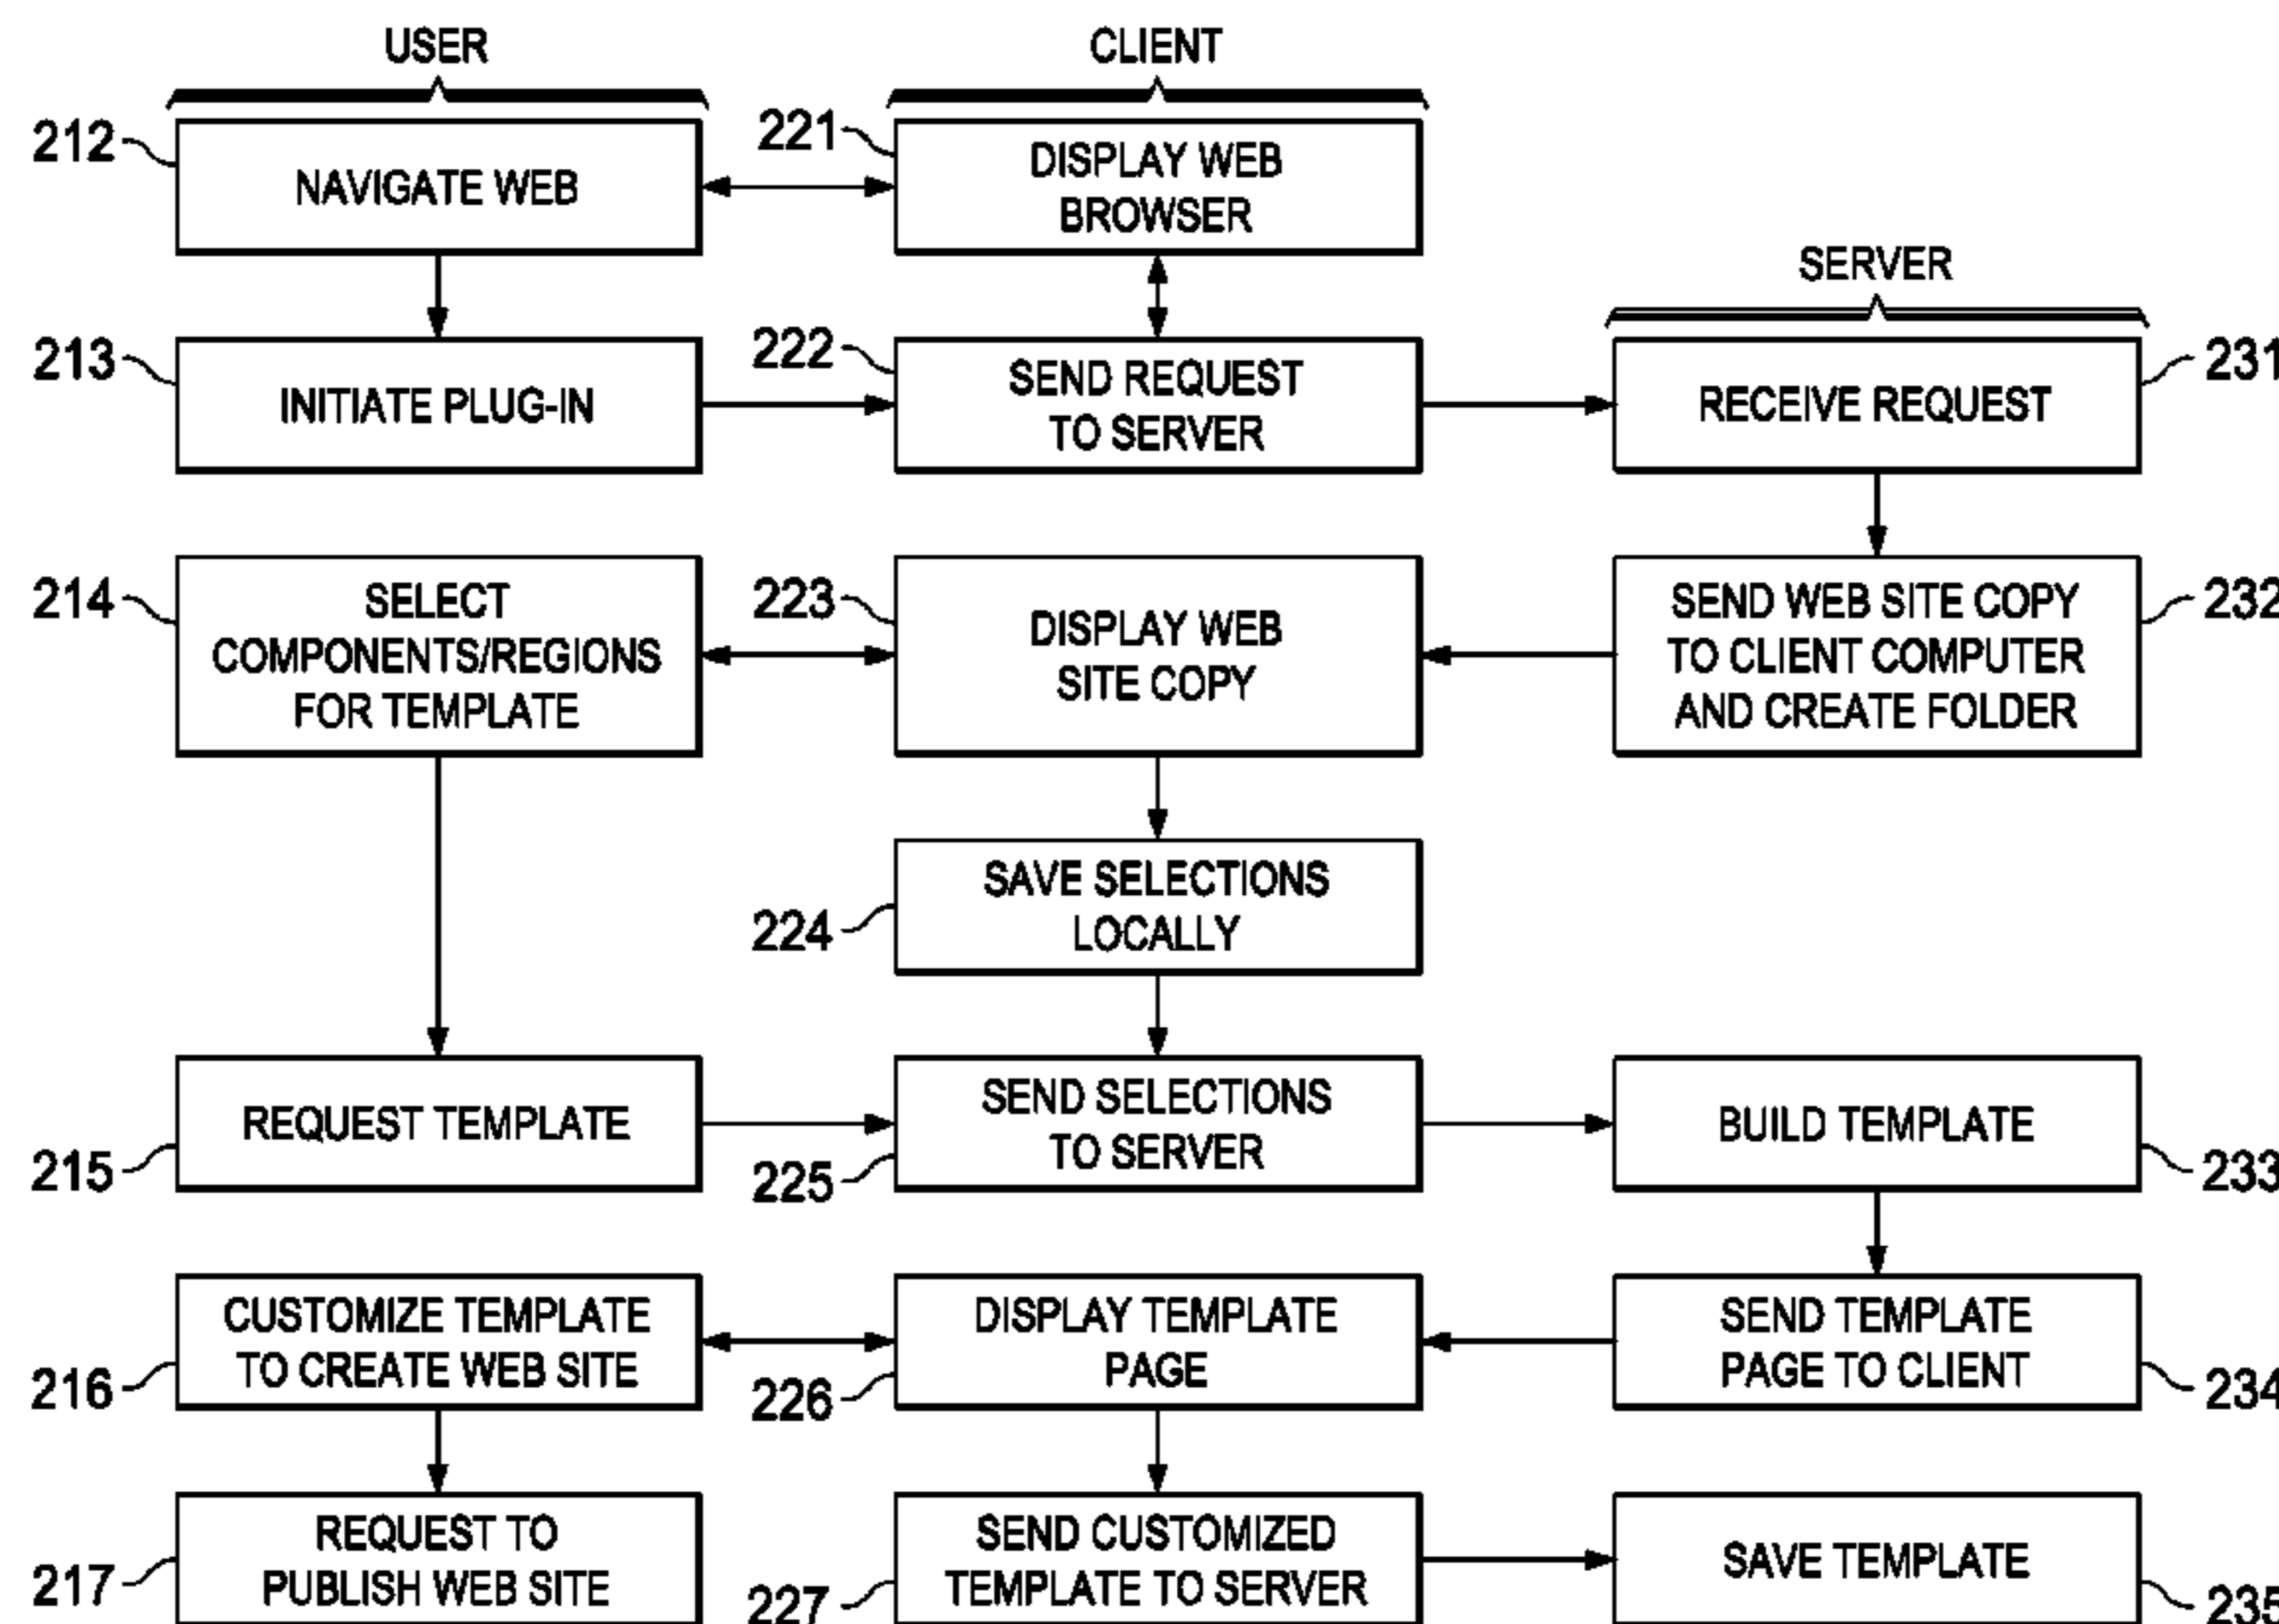 USER
CLIENT
212
NAVIGATE WEB
221
DISPLAY WEB
BROWSER
SERVER
213
INITIATE PLUG-IN
222
SEND REQUEST
TO SERVER
RECEIVE REQUEST
231
214
SELECT
COMPONENTS/REGIONS
FOR TEMPLATE
223
DISPLAY WEB
SITE COPY
SEND WEB SITE COPY
TO CLIENT COMPUTER
AND CREATE FOLDER
232
SAVE SELECTIONS
LOCALLY
224
REQUEST TEMPLATE
215
SEND SELECTIONS
TO SERVER
225
BUILD TEMPLATE
233
CUSTOMIZE TEMPLATE
TO CREATE WEB SITE
216
DISPLAY TEMPLATE
PAGE
226
SEND TEMPLATE
PAGE TO CLIENT
234
REQUEST TO
PUBLISH WEB SITE
217
SEND CUSTOMIZED
TEMPLATE TO SERVER
227
SAVE TEMPLATE
235